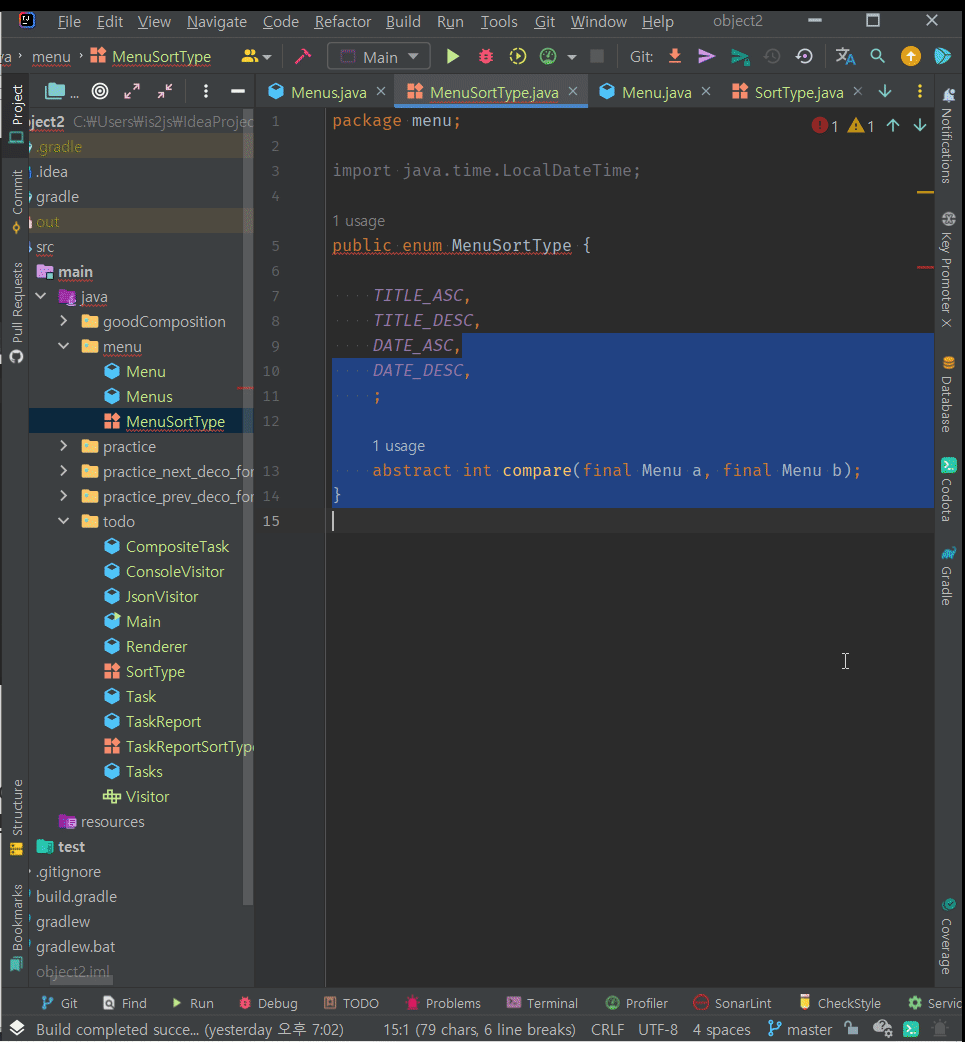 File Edit View Navigate Code Refactor Build Run Tools Git Window Help object2
menu MenuSortType Main Git:
Project
...
Menus.java MenuSortType.java Menu.java SortType.java
ject2 C:￦Users￦is2js￦IdeaProjec
.gradle
.idea
gradle
out
src
main
java
goodComposition
menu
Menu
Menus
MenuSortType
practice
practice_next_deco_for
practice_prev_deco_for
todo
CompositeTask
ConsoleVisitor
JsonVisitor
Main
Renderer
SortType
Task
TaskReport
TaskReportSortType
Tasks
Visitor
resources
test
.gitignore
build.gradle
gradlew
gradlew.bat
object2.iml
Commit
Pull Requests
Structure
Bookmarks
1 package menu;
1 1
2
3 import java.time.LocalDateTime;
4
1 usage
5 public enum MenuSortType {
6
7 TITLE_ASC,
8 TITLE_DESC,
9 DATE_ASC,
10 DATE_DESC,
11 ;
12
1 usage
13 abstract int compare(final Menu a, final Menu b);
14 }
15
Notifications
Key Promoter X
Database
Codota
Gradle
Coverage
Git Find Run Debug TODO Problems Terminal Profiler SonarLint CheckStyle Servic
Build completed succe... (yesterday 오후 7:02) 15:1 (79 chars, 6 line breaks) CRLF UTF-8 4 spaces master